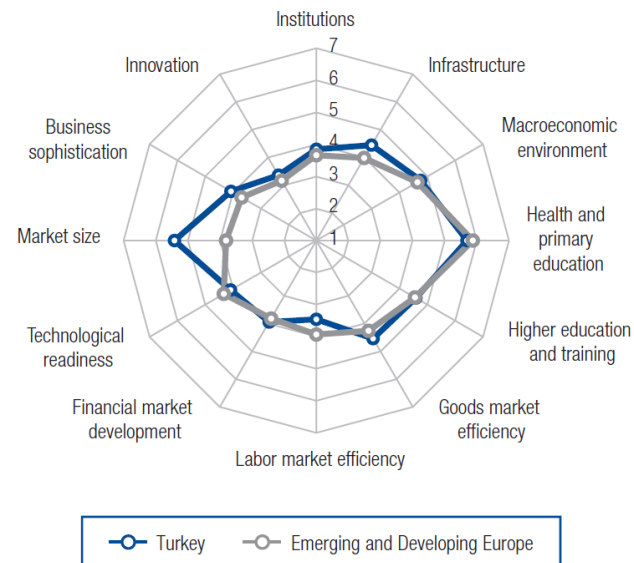 Institutions
7
6
5
4
3
2
1
Infrastructure
Macroeconomic
environment
Health and
primary
education
Higher education
and training
Goods market
efficiency
Labor market efficiency
Financial market
development
Technological
readiness
Market size
Business
sophistication
Innovation
Turkey
Emerging and Developing Europe